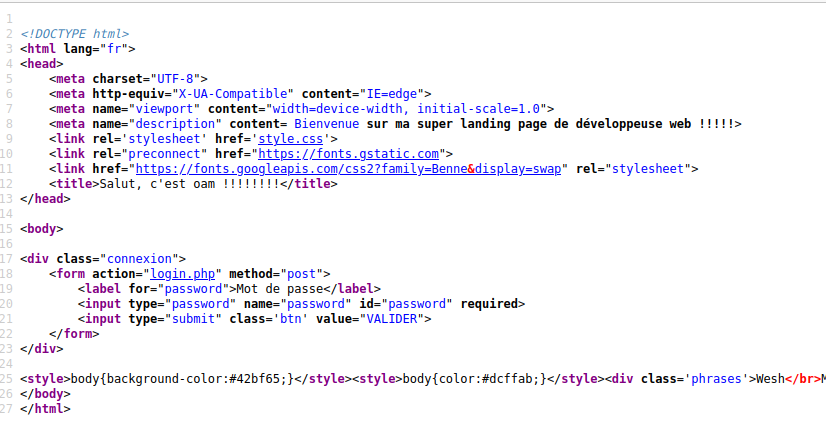 1
2 <!DOCTYPE html>
3 <html lang="fr">
4 <head>
5 <meta charset="UTF-8">
6 <meta http-equiv="X-UA-Compatible" content="IE=edge">
7 <meta name="viewport" content="width=device-width, initial-scale=1.0">
8 <meta name="description" content= Bienvenue sur ma super landing page de développeuse web !!!!!>
9 <link rel='stylesheet' href='style.css'>
10 <link rel="preconnect" href="https://fonts.gstatic.com">
11 <link href="https://fonts.googleapis.com/css2?family=Benne&display=swap" rel="stylesheet">
12 <title>Salut, c'est oam !!!!!!!!</title>
13 </head>
14
15 <body>
16
17 <div class="connexion">
18 <form action="login.php" method="post">
19 <label for="password">Mot de passe</label>
20 <input type="password" name="password" id="password" required>
21 <input type="submit" class='btn' value="VALIDER">
22 </form>
23 </div>
24
25 <style>body{background-color:#42bf65;}</style><style>body{color:#dcffab;}</style><div class='phrases'>Wesh</br>M
26 </body>
27 </html>